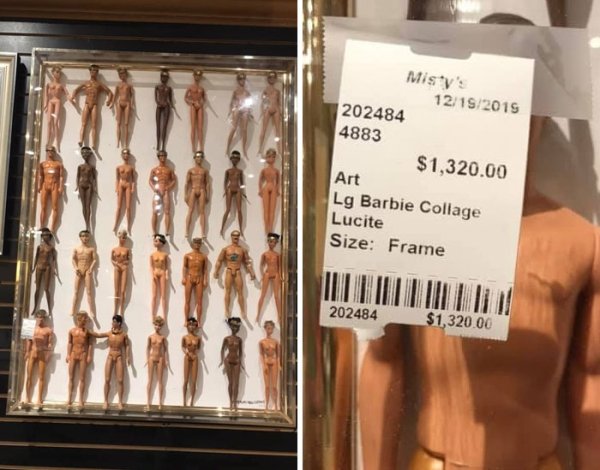 Misty's
12/19/2019
202484
4883
$1,320.00
Art
Lg Barbie Collage
Lucite
Size: Frame
202484
$1,320.00